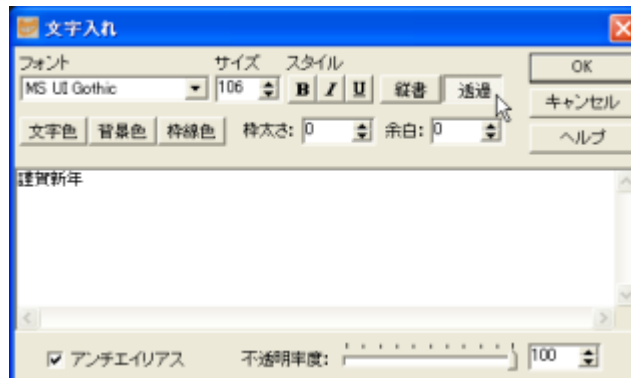 文字入れ
フォント サイズ スタイル
MS UI Gothic 106 B I U 縦書 透過 OK
キャンセル
文字色 背景色 枠線色 枠太さ: 0 余白: 0 ヘルプ
謹賀新年
アンチエイリアス 不透明率度: 100